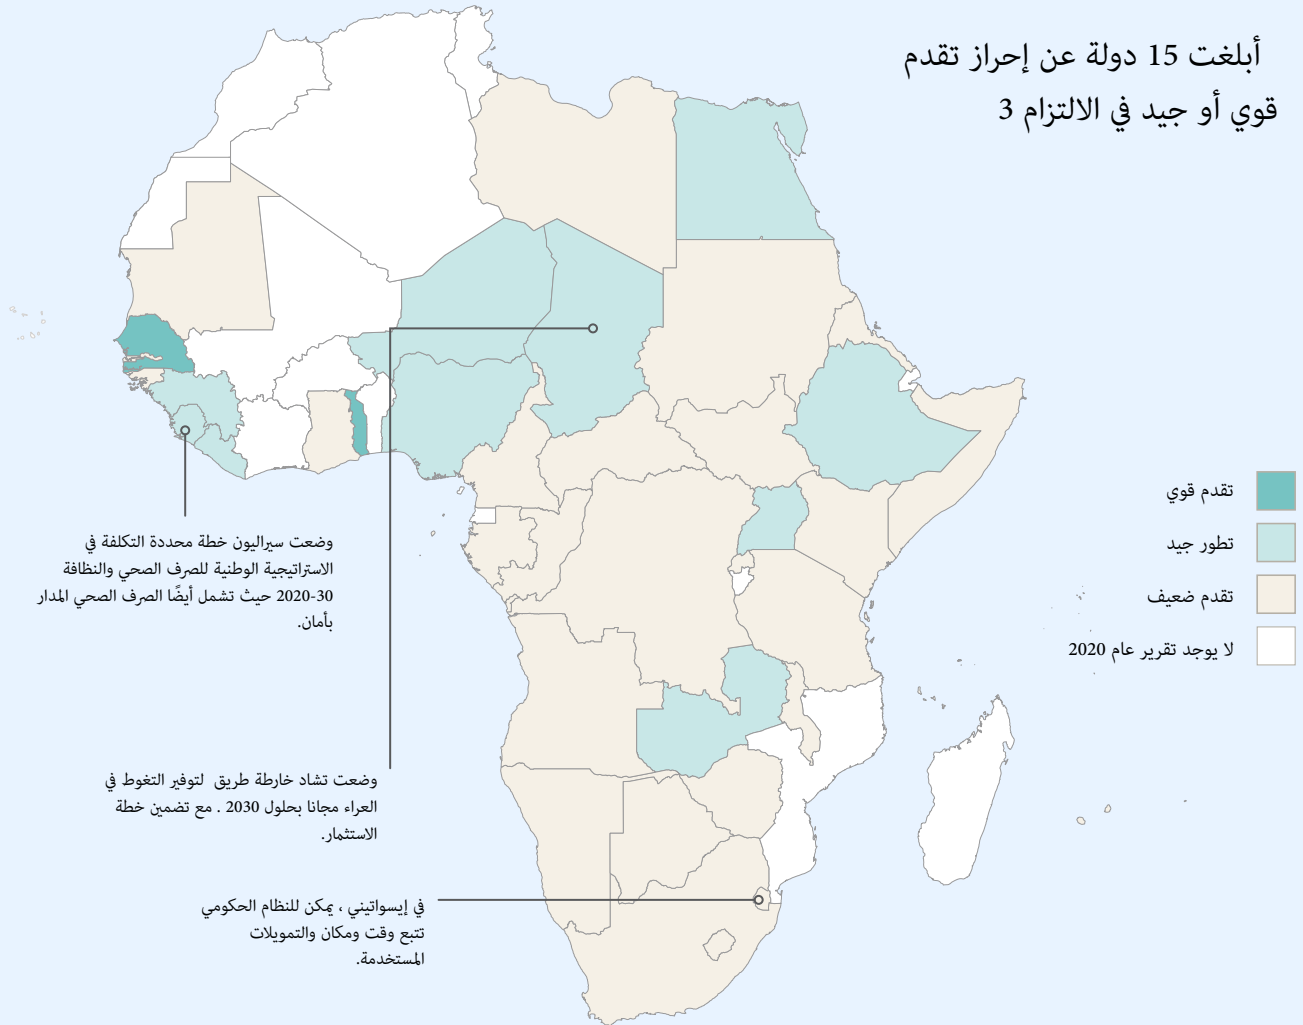 أبلغت 15 دولة عن إحراز تقدم
قوي أو جيد في الالتزام 3
تقدم قوي
تطور جيد
تقدم ضعيف
لا يوجد تقرير عام 2020
وضعت سيراليون خطة محددة التكلفة في
الاستراتيجية الوطنية للصرف الصحي والنظافة
2020-30 حيث تشمل أيضًا الصرف الصحي المدار
بأمان.
وضعت تشاد خارطة طريق لتوفير التغوط في
العراء مجانا بحلول 2030 . مع تضمين خطة
الاستثمار.
في إيسواتيني ، يمكن للنظام الحكومي
تتبع وقت ومكان والتمويلات
المستخدمة.